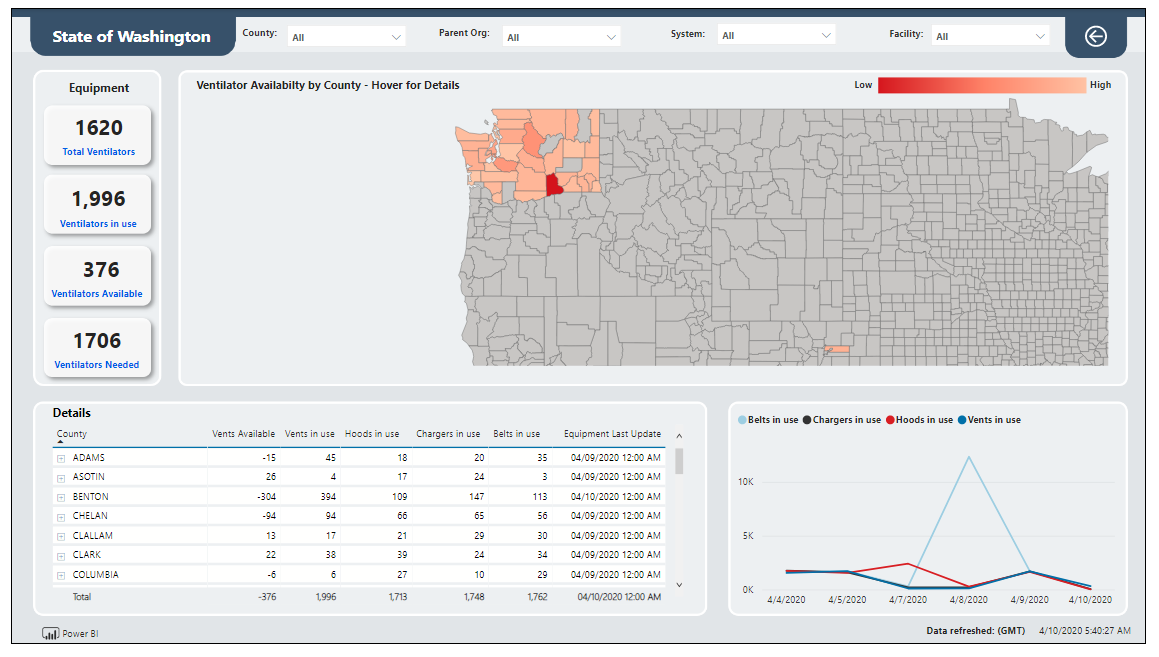 State of Washington
County: All
Parent Org: All
System: All
Facility: All
Equipment
1620
Total Ventilators
1,996
Ventilators in use
376
Ventilators Available
1706
Ventilators Needed
Ventilator Availabilty by County - Hover for Details
Low High
Details
County Vents Available Vents in use Hoods in use Chargers in use Belts in use Equipment Last Update
ADAMS -15 45 18 20 35 04/09/2020 12:00 AM
ASOTIN 26 4 17 24 3 04/09/2020 12:00 AM
BENTON -304 394 109 147 113 04/10/2020 12:00 AM
CHELAN -94 94 66 65 56 04/09/2020 12:00 AM
CLALLAM 13 17 21 29 30 04/09/2020 12:00 AM
CLARK 22 38 39 24 34 04/09/2020 12:00 AM
COLUMBIA -6 6 27 10 29 04/09/2020 12:00 AM
Total -376 1,996 1,713 1,748 1,762 04/10/2020 12:00 AM
Belts in use Chargers in use Hoods in use Vents in use
10K
5K
0K
4/4/2020 4/5/2020 4/7/2020 4/8/2020 4/9/2020 4/10/2020
Power BI
Data refreshed: (GMT) 4/10/2020 5:40:27 AM